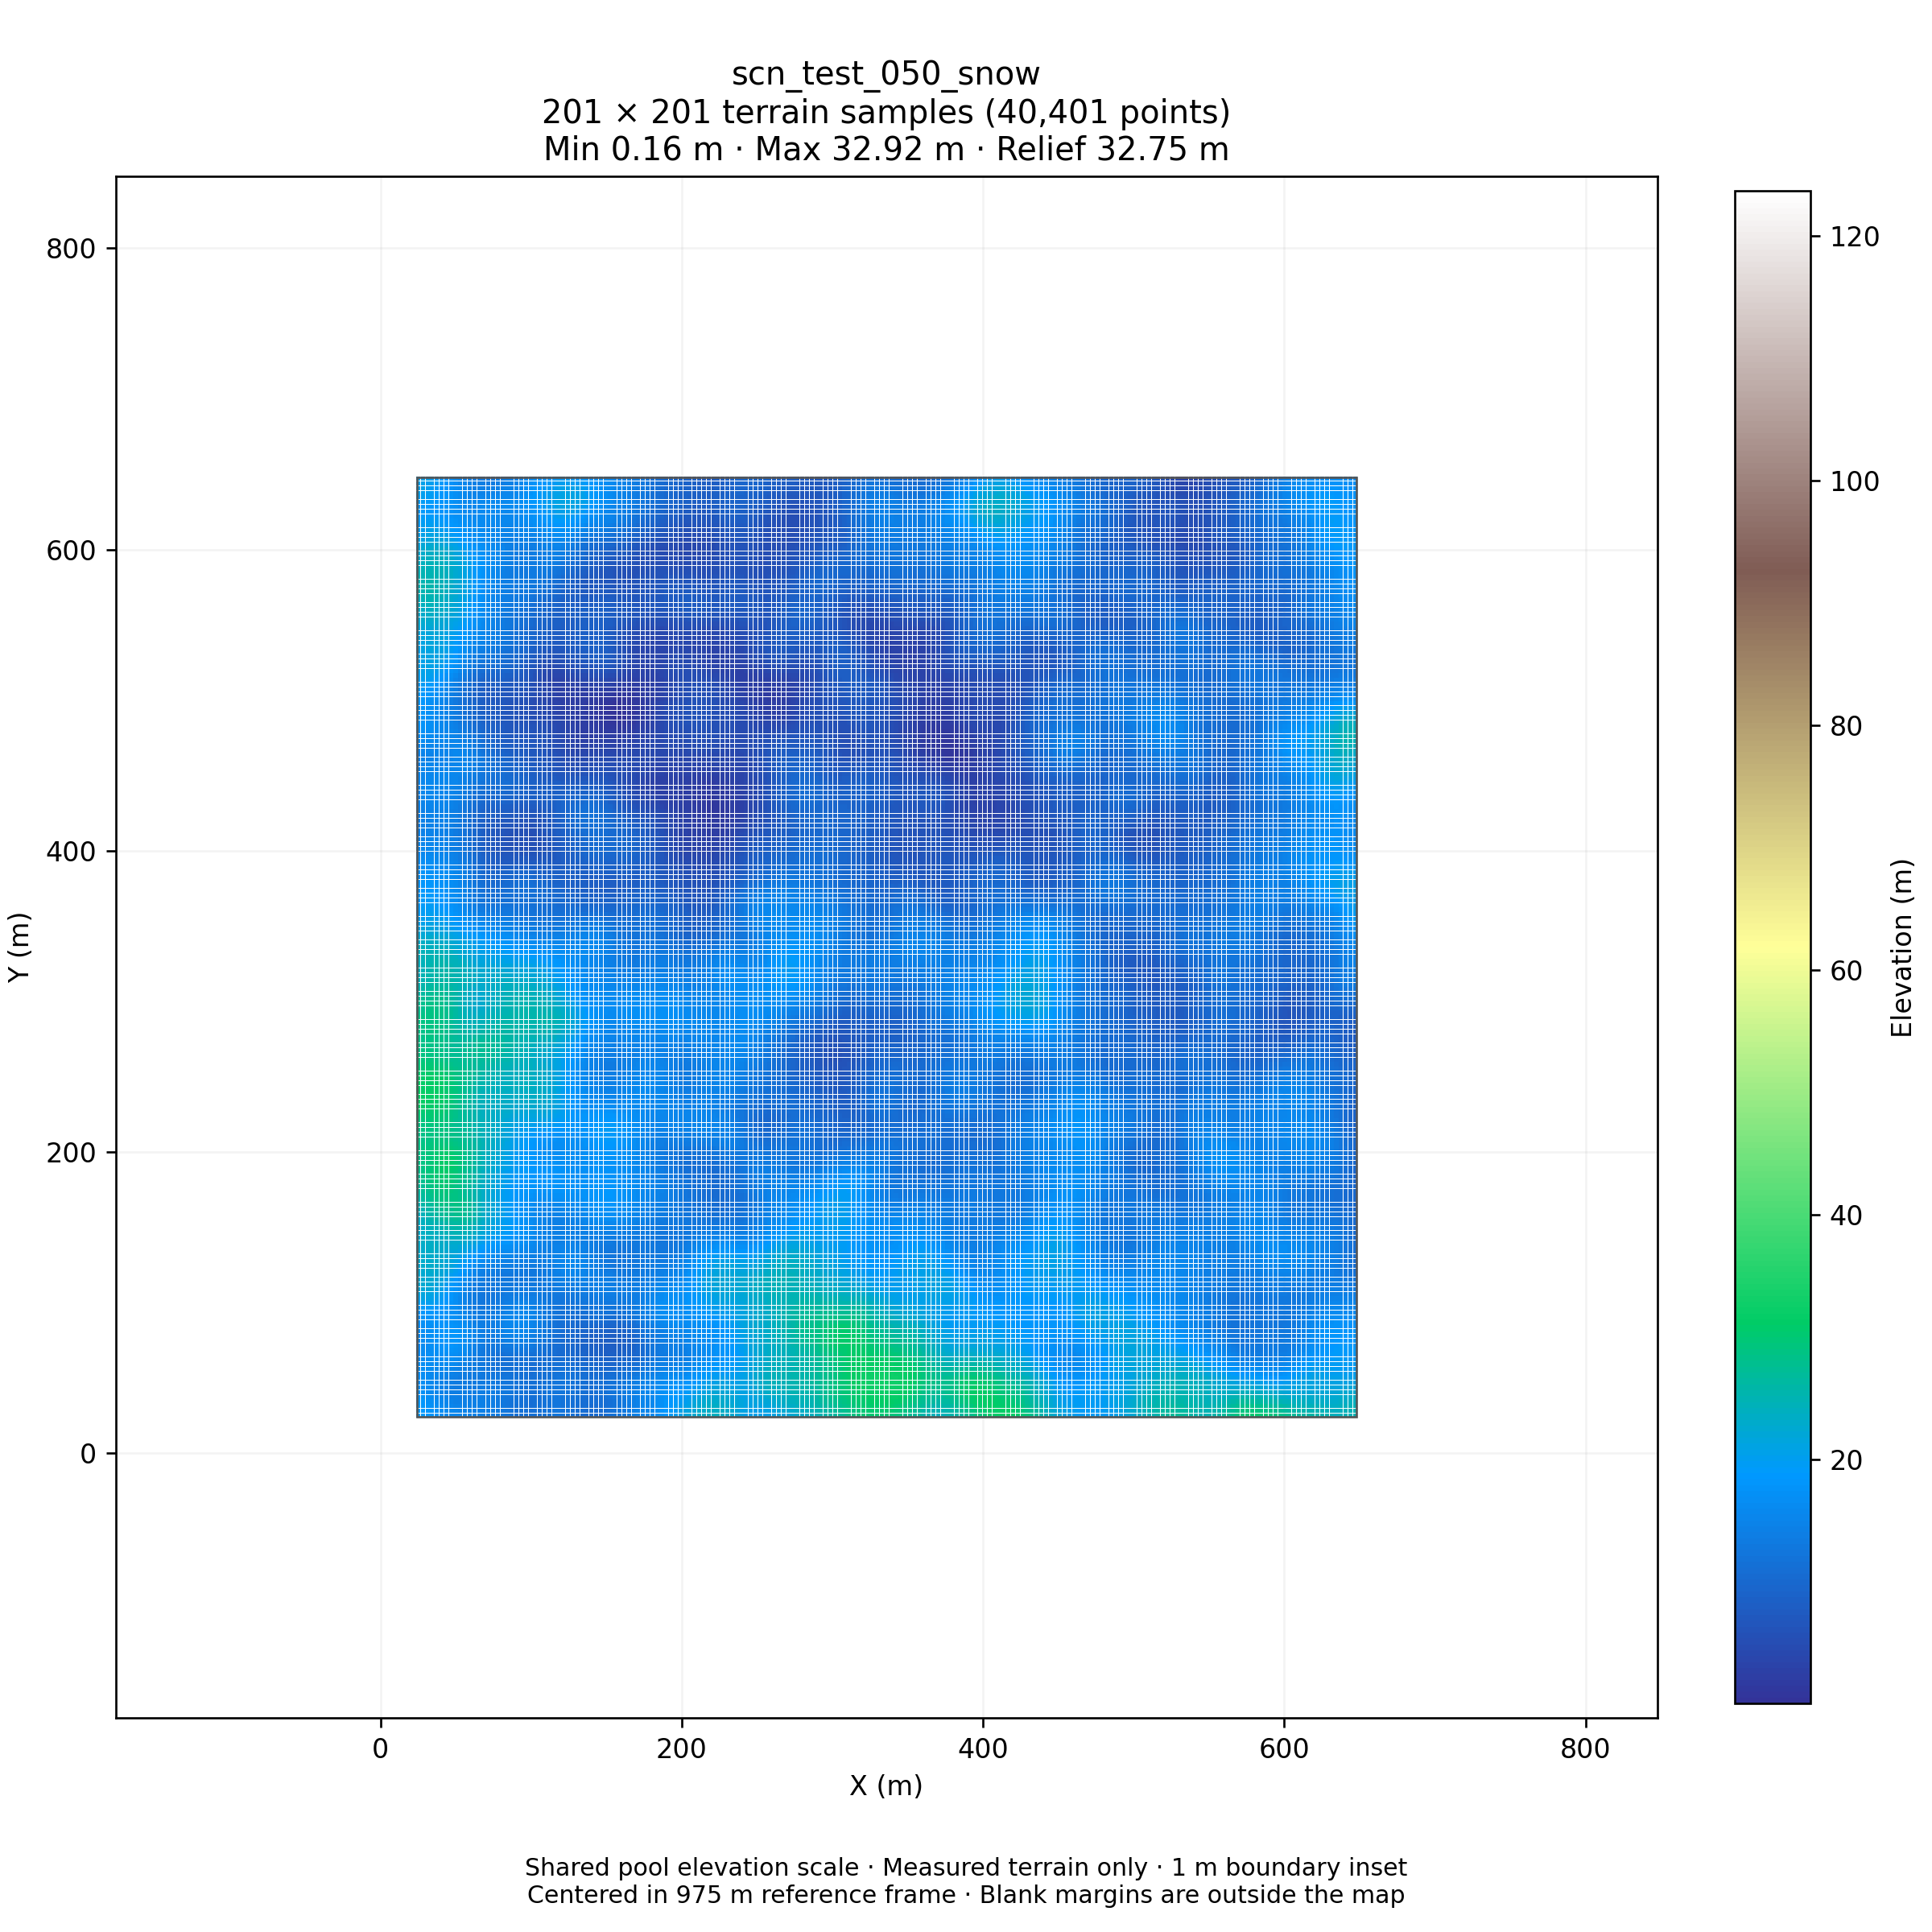 scn_test_050_snow
201 × 201 terrain samples (40,401 points)
Min 0.16 m · Max 32.92 m · Relief 32.75 m
800
600
400
200
0
Y (m)
0
200
400
600
800
X (m)
120
100
80
60
40
20
Elevation (m)
Shared pool elevation scale · Measured terrain only · 1 m boundary inset
Centered in 975 m reference frame · Blank margins are outside the map